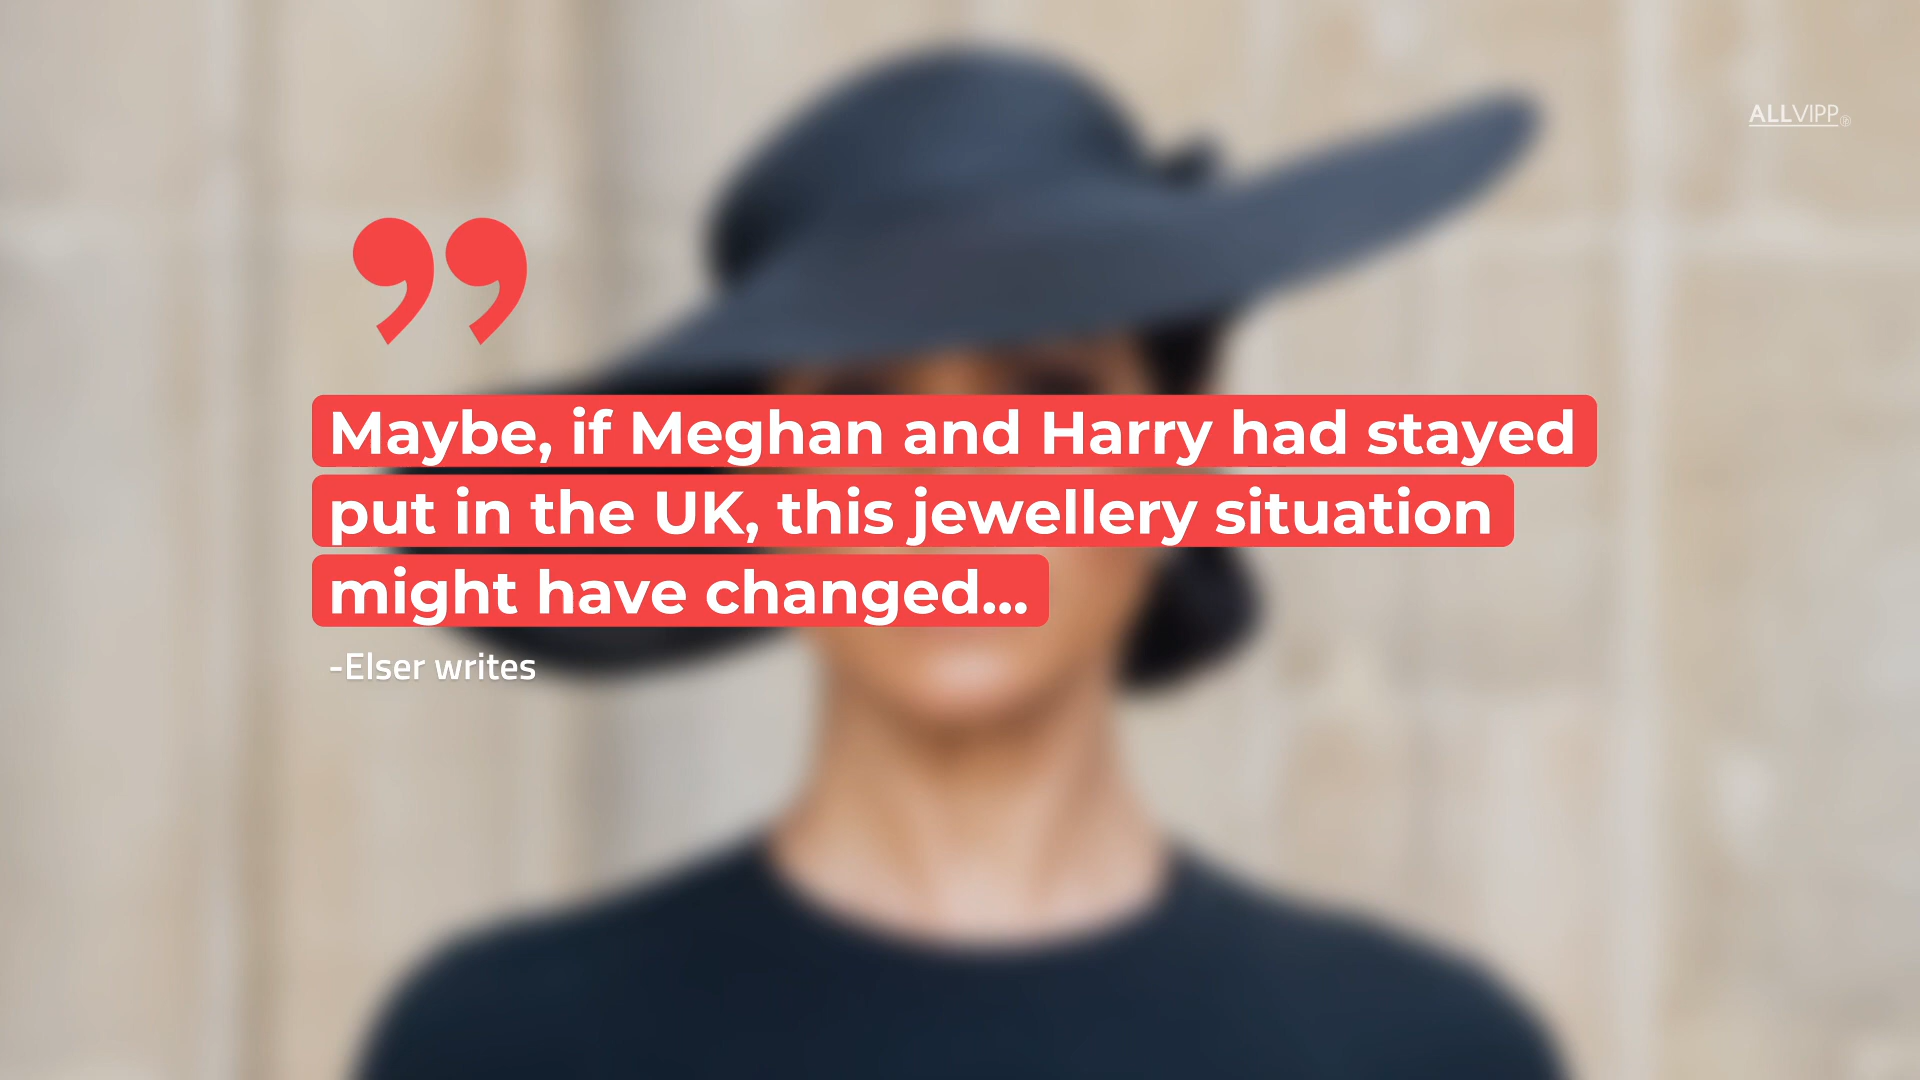 ALLVIPP
”
Maybe, if Meghan and Harry had stayed
put in the UK, this jewellery situation
might have changed...
-Elser writes